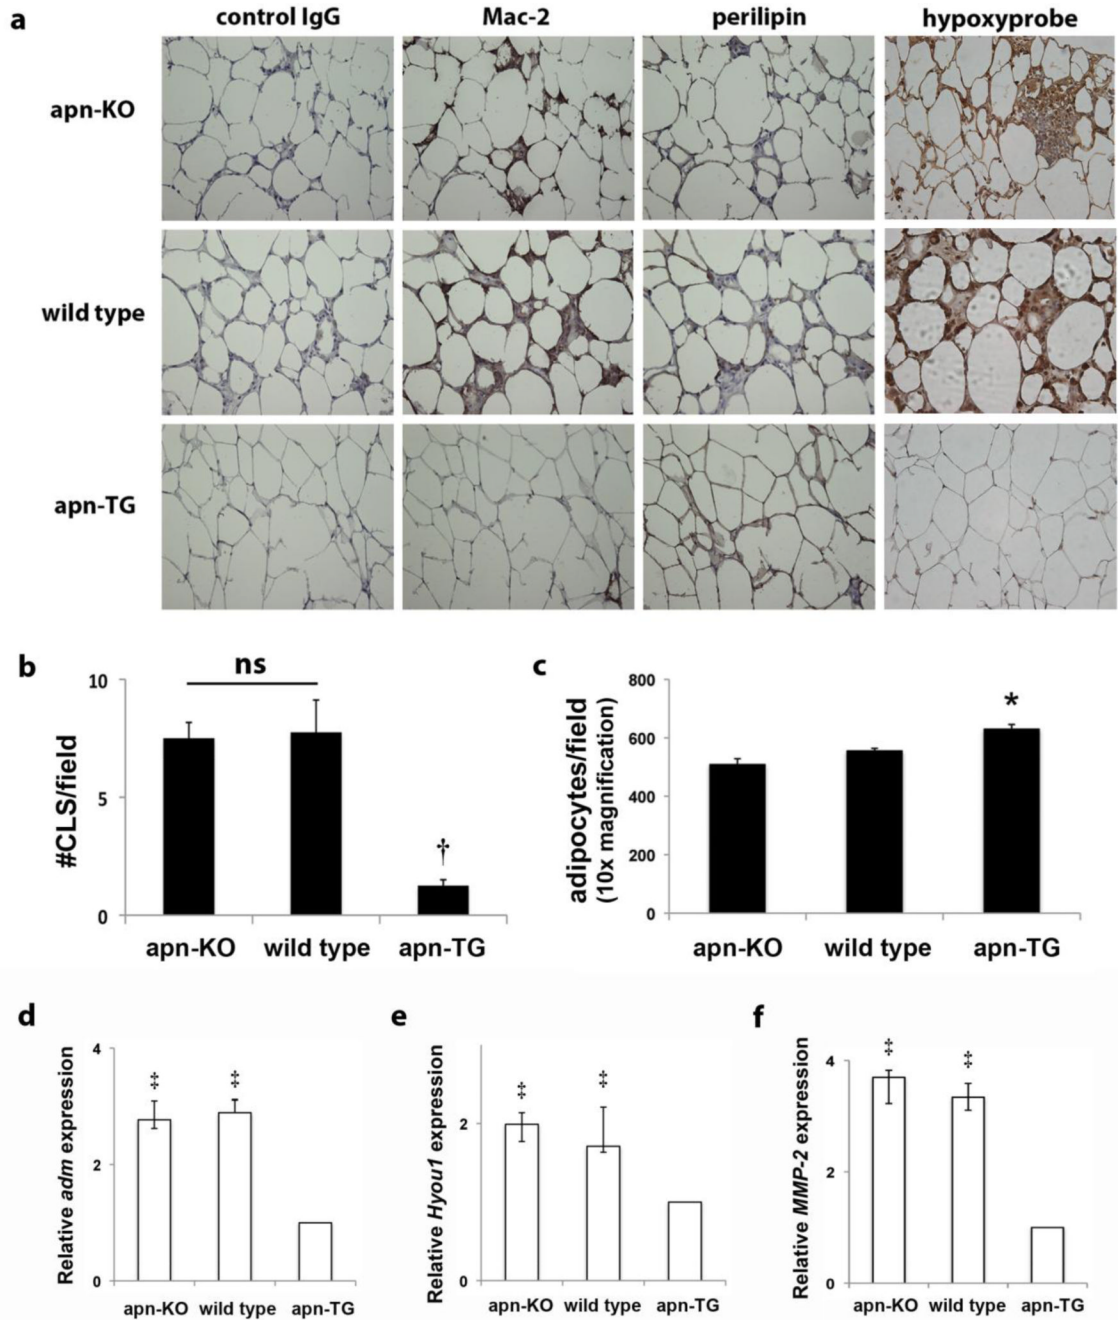 a
control IgG Mac-2 perilipin hypoxyprobe
apn-KO
wild type
apn-TG
b
ns
10
5
0
#CLS/field
†
apn-KO wild type apn-TG
c
800
600
400
200
0
adipocytes/field
(10x magnification)
*
apn-KO wild type apn-TG
d
4
2
0
Relative adm expression
‡ ‡
apn-KO wild type apn-TG
e
2
0
Relative Hyou1 expression
‡ ‡
apn-KO wild type apn-TG
f
4
2
0
Relative MMP-2 expression
‡ ‡
apn-KO wild type apn-TG